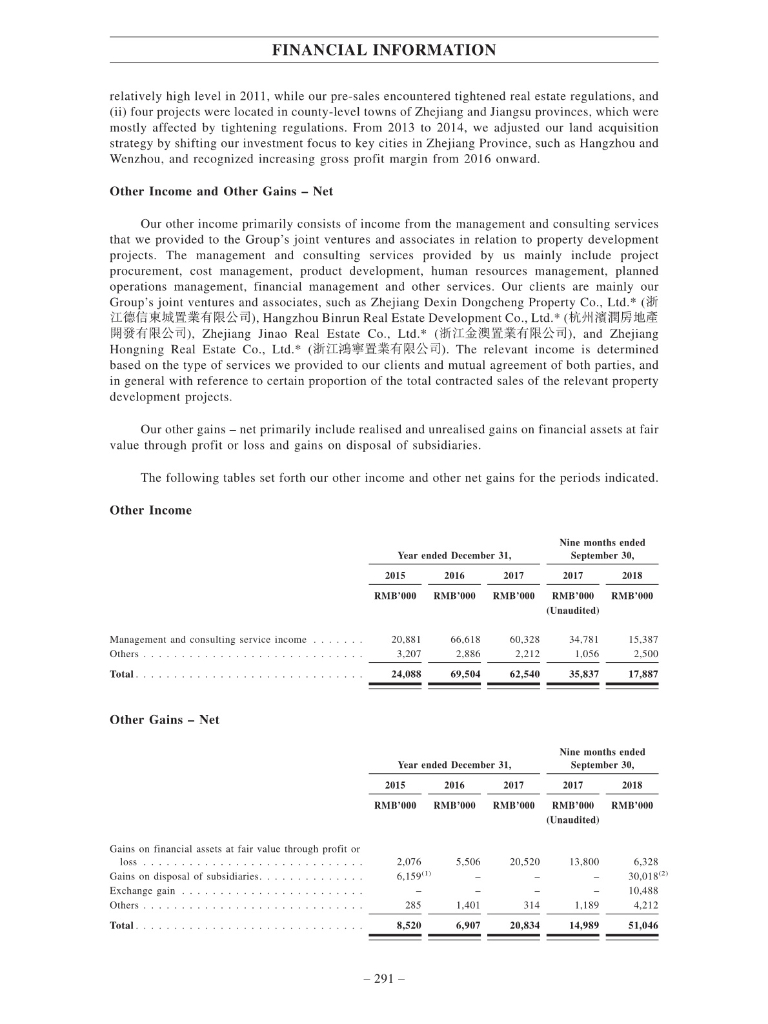 FINANCIAL INFORMATION
relatively high level in 2011, while our pre-sales encountered tightened real estate regulations, and
(ii) four projects were located in county-level towns of Zhejiang and Jiangsu provinces, which were
mostly affected by tightening regulations. From 2013 to 2014, we adjusted our land acquisition
strategy by shifting our investment focus to key cities in Zhejiang Province, such as Hangzhou and
Wenzhou, and recognized increasing gross profit margin from 2016 onward.
Other Income and Other Gains – Net
Our other income primarily consists of income from the management and consulting services
that we provided to the Group's joint ventures and associates in relation to property development
projects. The management and consulting services provided by us mainly include project
procurement, cost management, product development, human resources management, planned
operations management, financial management and other services. Our clients are mainly our
Group's joint ventures and associates, such as Zhejiang Dexin Dongcheng Property Co., Ltd.* (浙
江德信東城置業有限公司), Hangzhou Binrun Real Estate Development Co., Ltd.* (杭州濱潤房地產
開發有限公司), Zhejiang Jinao Real Estate Co., Ltd.* (浙江金澳置業有限公司), and Zhejiang
Hongning Real Estate Co., Ltd.* (浙江鴻寧置業有限公司). The relevant income is determined
based on the type of services we provided to our clients and mutual agreement of both parties, and
in general with reference to certain proportion of the total contracted sales of the relevant property
development projects.
Our other gains – net primarily include realised and unrealised gains on financial assets at fair
value through profit or loss and gains on disposal of subsidiaries.
The following tables set forth our other income and other net gains for the periods indicated.
Other Income
Nine months ended
Year ended December 31, September 30,
2015 2016 2017 2017 2018
RMB'000 RMB'000 RMB'000 RMB'000 RMB'000
(Unaudited)
Management and consulting service income . . . . . . . 20,881 66,618 60,328 34,781 15,387
Others . . . . . . . . . . . . . . . . . . . . . . . . . . . . . 3,207 2,886 2,212 1,056 2,500
Total . . . . . . . . . . . . . . . . . . . . . . . . . . . . . . 24,088 69,504 62,540 35,837 17,887
Other Gains – Net
Nine months ended
Year ended December 31, September 30,
2015 2016 2017 2017 2018
RMB'000 RMB'000 RMB'000 RMB'000 RMB'000
(Unaudited)
Gains on financial assets at fair value through profit or
loss . . . . . . . . . . . . . . . . . . . . . . . . . . . . . 2,076 5,506 20,520 13,800 6,328
Gains on disposal of subsidiaries. . . . . . . . . . . . . . 6,159(1) – – – 30,018(2)
Exchange gain . . . . . . . . . . . . . . . . . . . . . . . . – – – – 10,488
Others . . . . . . . . . . . . . . . . . . . . . . . . . . . . . 285 1,401 314 1,189 4,212
Total . . . . . . . . . . . . . . . . . . . . . . . . . . . . . . 8,520 6,907 20,834 14,989 51,046
– 291 –